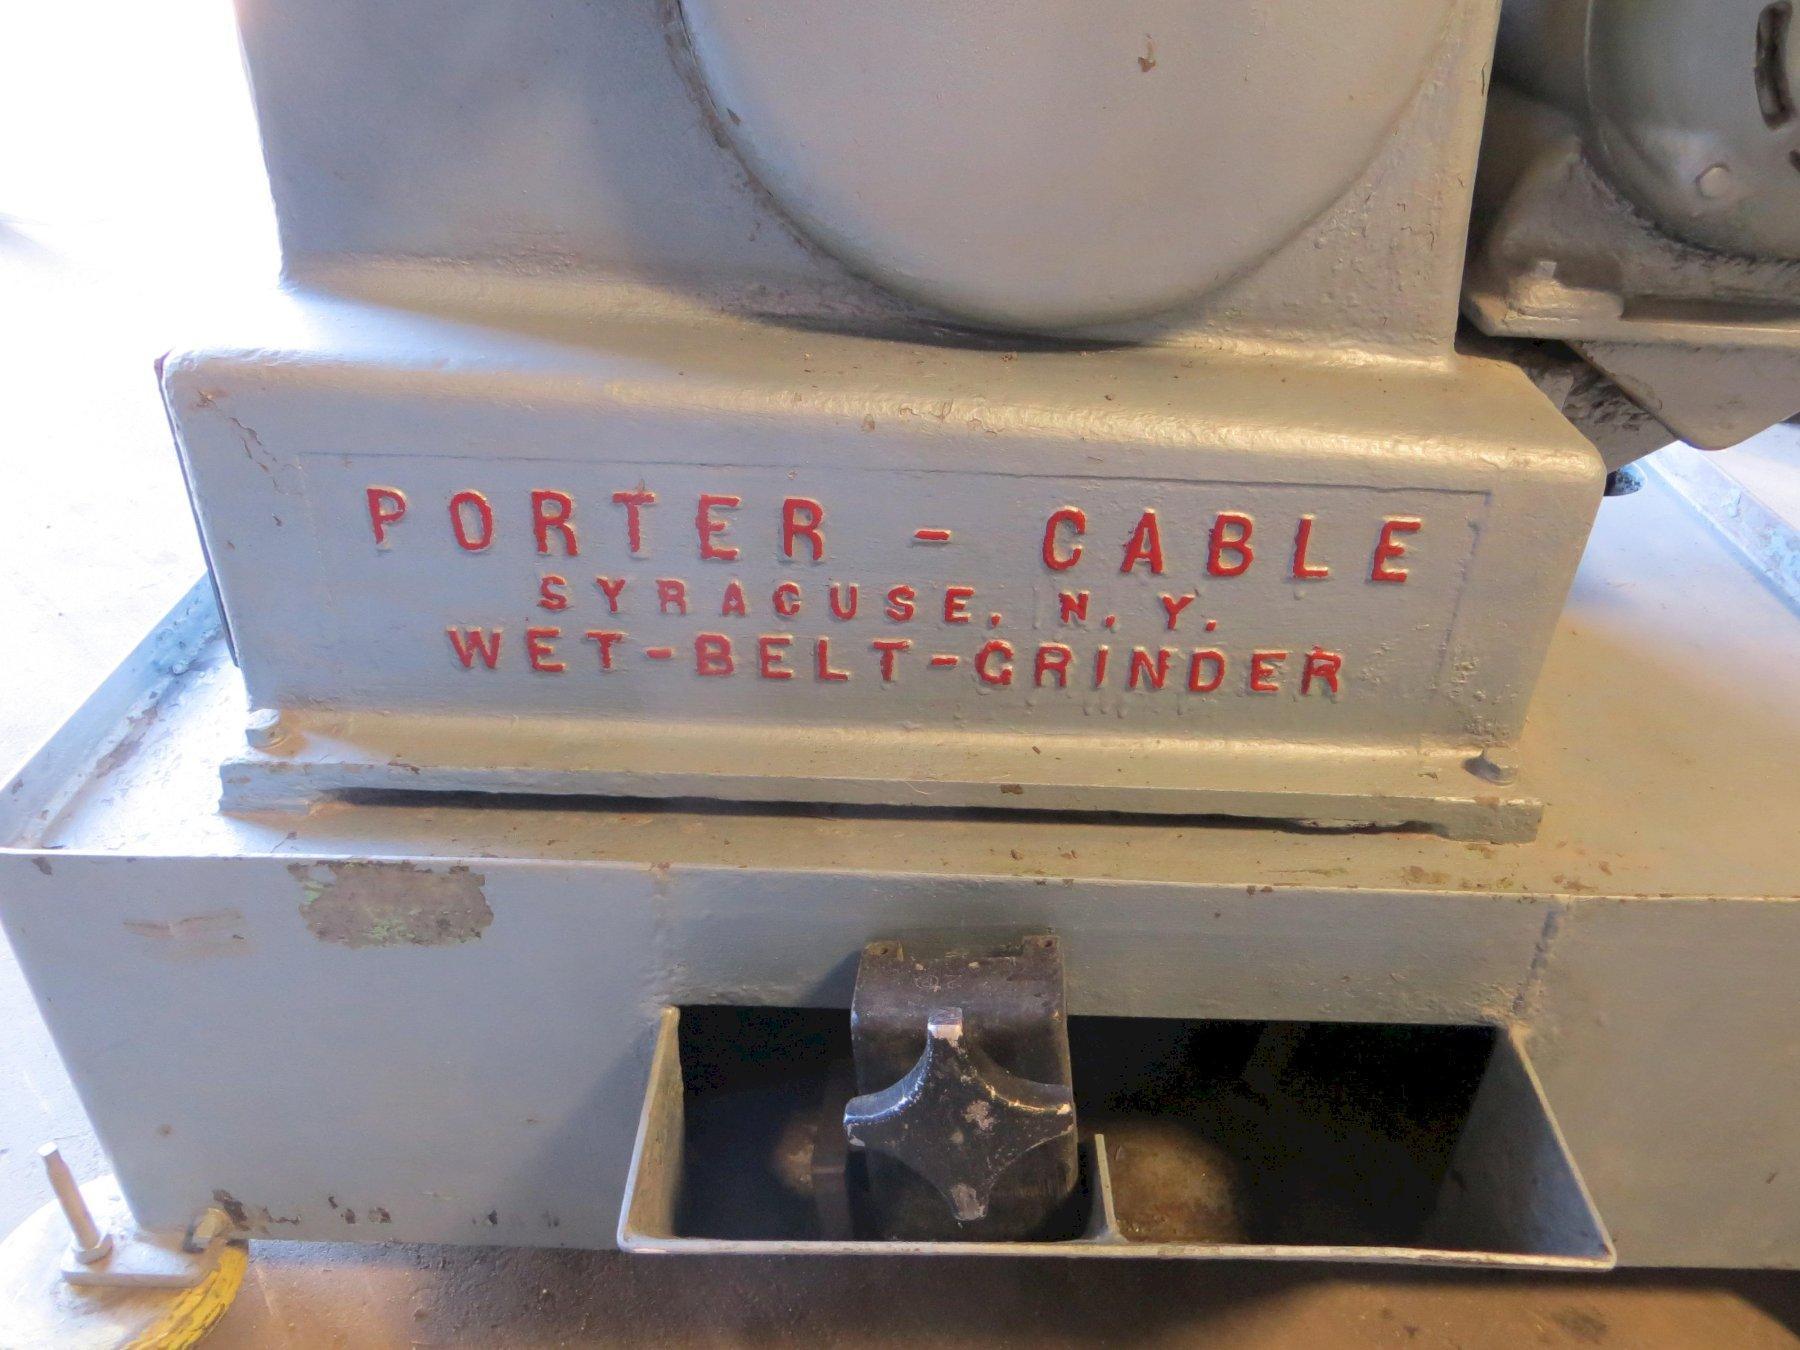 PORTER - CABLE
SYRACUSE, N. Y.
WET-BELT-GRINDER